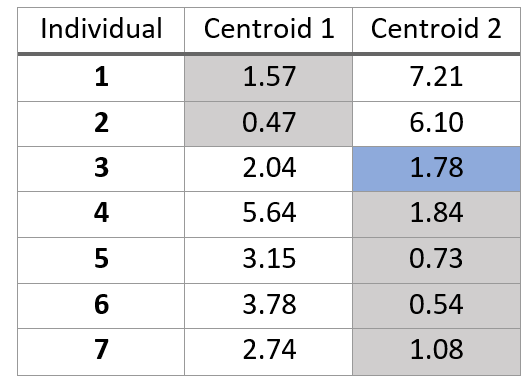 Individual Centroid 1 Centroid 2
1 1.57 7.21
2 0.47 6.10
3 2.04 1.78
4 5.64 1.84
5 3.15 0.73
6 3.78 0.54
7 2.74 1.08